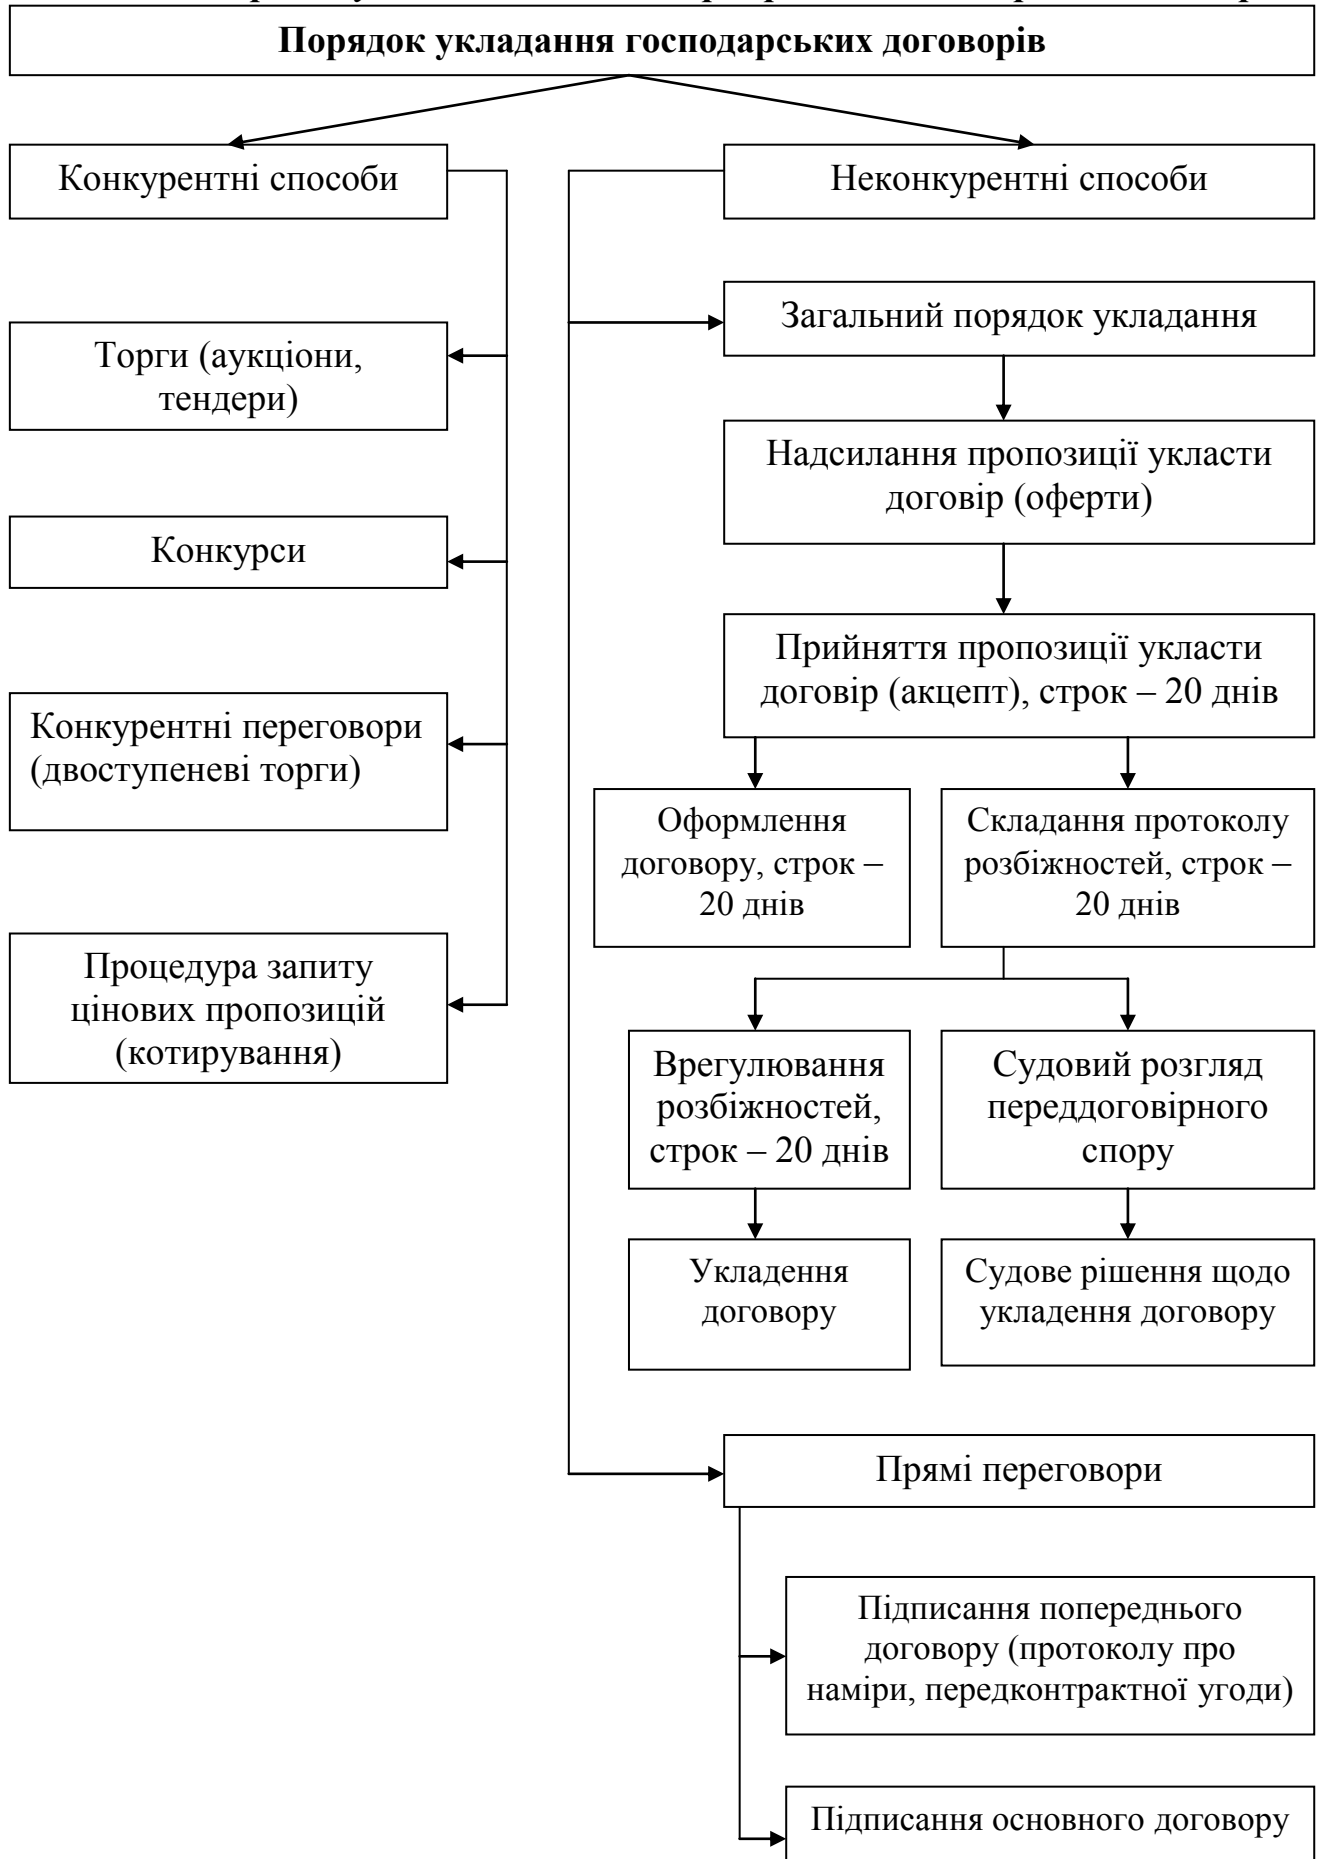 Порядок укладання господарських договорів
Конкурентні способи
Неконкурентні способи
Торги (аукціони,
тендери)
Конкурси
Конкурентні переговори
(двоступеневі торги)
Процедура запиту
цінових пропозицій
(котирування)
Загальний порядок укладання
Надсилання пропозиції укласти
договір (оферти)
Прийняття пропозиції укласти
договір (акцепт), строк – 20 днів
Оформлення
договору, строк –
20 днів
Складання протоколу
розбіжностей, строк –
20 днів
Врегулювання
розбіжностей,
строк – 20 днів
Судовий розгляд
переддоговірного
спору
Укладення
договору
Судове рішення щодо
укладення договору
Прямі переговори
Підписання попереднього
договору (протоколу про
наміри, передконтрактної угоди)
Підписання основного договору